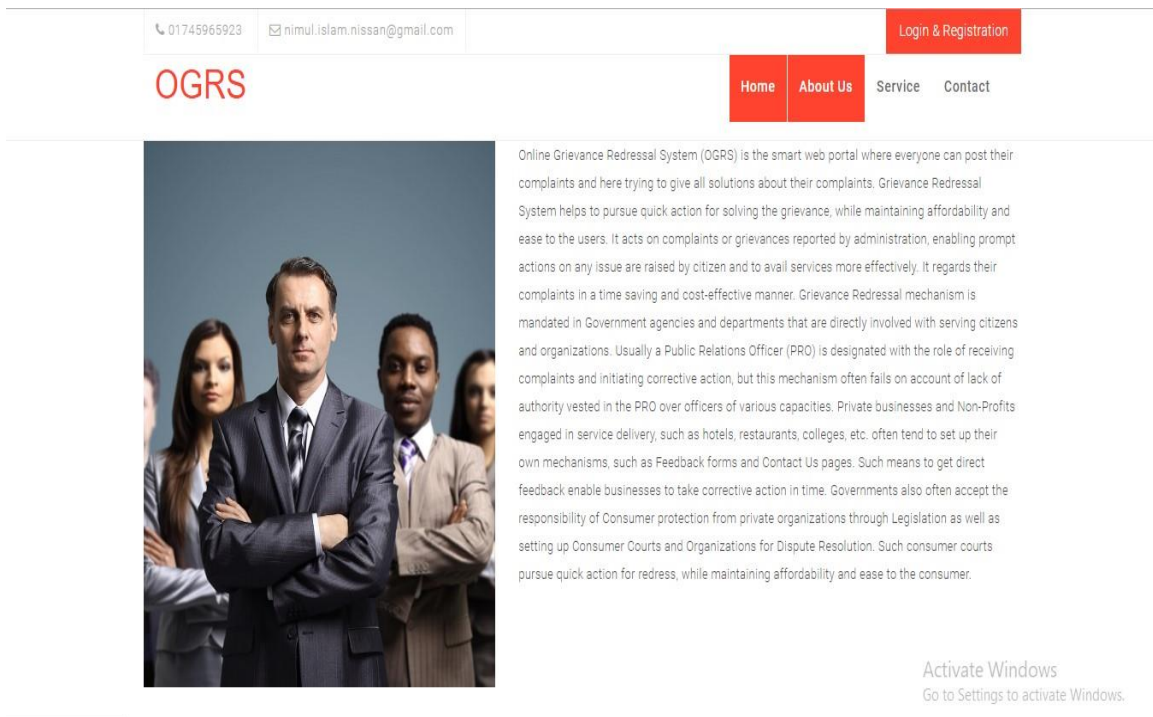 01745965923
nimul.islam.nissan@gmail.com
Login & Registration
OGRS
Home
About Us
Service
Contact
Online Grievance Redressal System (OGRS) is the smart web portal where everyone can post their
complaints and here trying to give all solutions about their complaints. Grievance Redressal
System helps to pursue quick action for solving the grievance, while maintaining affordability and
ease to the users. It acts on complaints or grievances reported by administration, enabling prompt
actions on any issue are raised by citizen and to avail services more effectively. It regards their
complaints in a time saving and cost-effective manner. Grievance Redressal mechanism is
mandated in Government agencies and departments that are directly involved with serving citizens
and organizations. Usually a Public Relations Officer (PRO) is designated with the role of receiving
complaints and initiating corrective action, but this mechanism often fails on account of lack of
authority vested in the PRO over officers of various capacities. Private businesses and Non-Profits
engaged in service delivery, such as hotels, restaurants, colleges, etc. often tend to set up their
own mechanisms, such as Feedback forms and Contact Us pages. Such means to get direct
feedback enable businesses to take corrective action in time. Governments also often accept the
responsibility of Consumer protection from private organizations through Legislation as well as
setting up Consumer Courts and Organizations for Dispute Resolution. Such consumer courts
pursue quick action for redress, while maintaining affordability and ease to the consumer.
Activate Windows
Go to Settings to activate Windows.